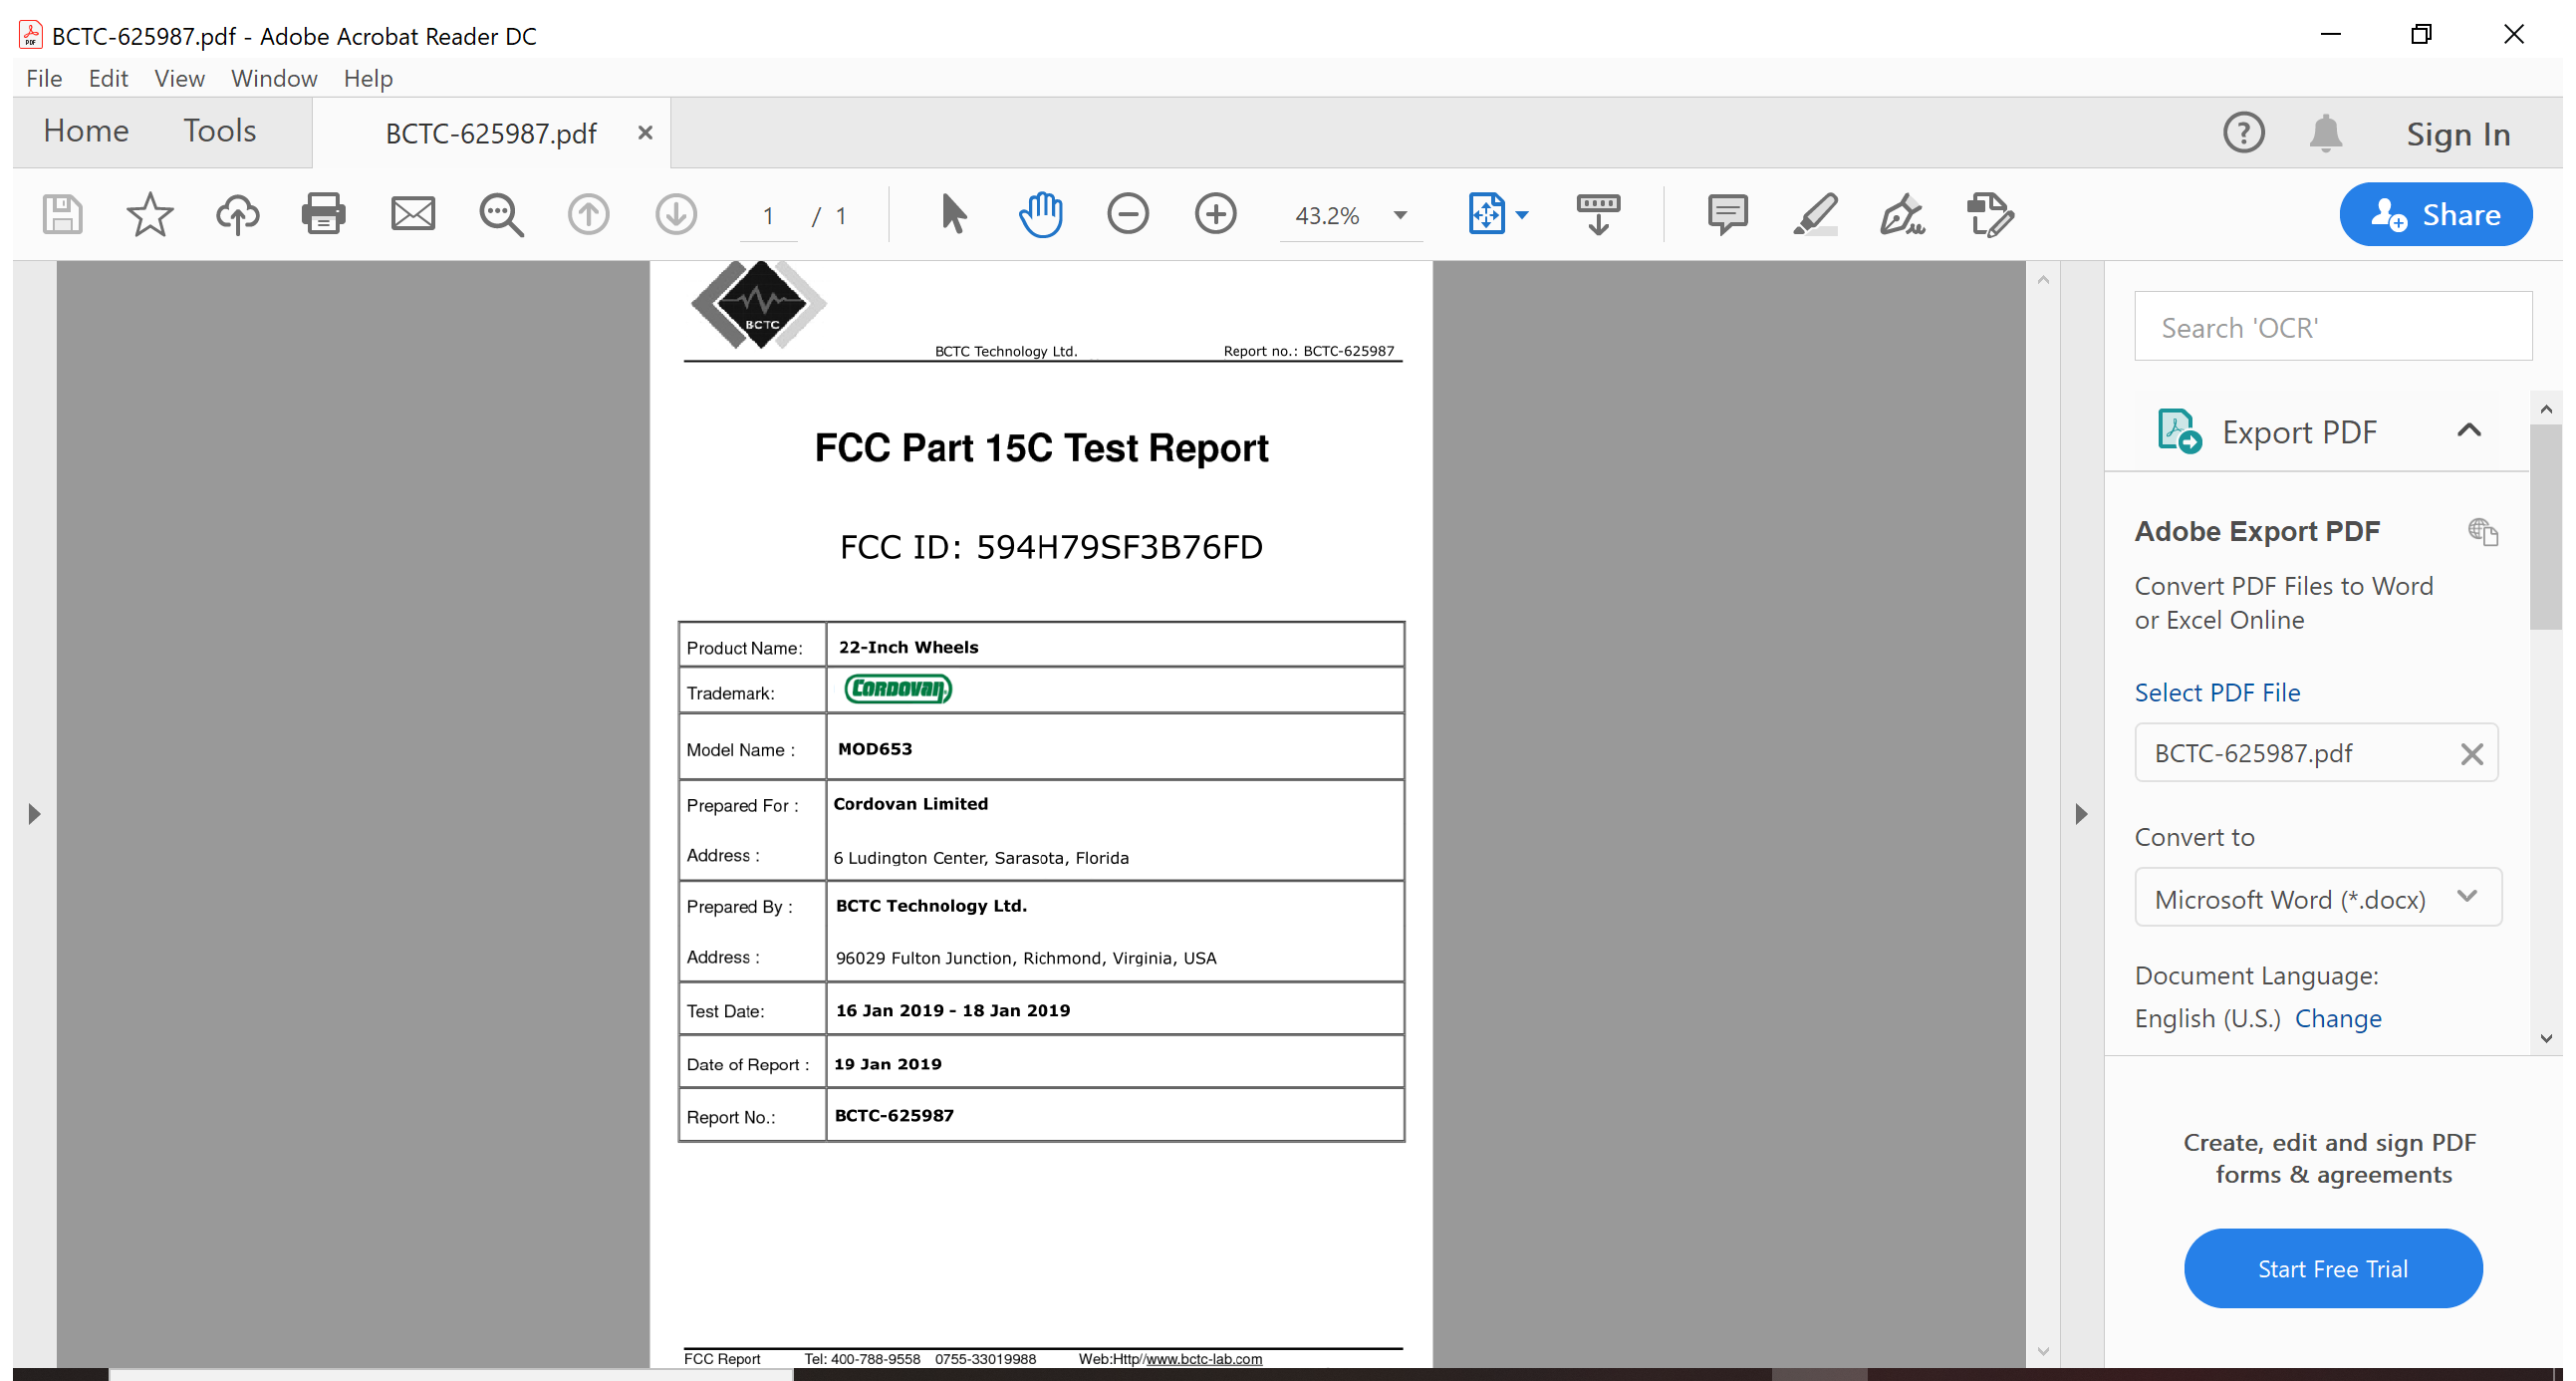 BCTC-625987.pdf - Adobe Acrobat Reader DC
File Edit View Window Help
Home Tools BCTC-625987.pdf Sign In
1 / 1 43.2% Share
BCTC
BCTC Technology Ltd. Report no.: BCTC-625987
FCC Part 15C Test Report
FCC ID: 594H79SF3B76FD
Product Name: 22-Inch Wheels
Trademark: CORDOVAN
Model Name : MOD653
Prepared For : Cordovan Limited
Address : 6 Ludington Center, Sarasota, Florida
Prepared By : BCTC Technology Ltd.
Address : 96029 Fulton Junction, Richmond, Virginia, USA
Test Date: 16 Jan 2019 - 18 Jan 2019
Date of Report : 19 Jan 2019
Report No.: BCTC-625987
FCC Report Tel: 400-788-9558 0755-33019988 Web:Http//www.bctc-lab.com
Search 'OCR'
Export PDF
Adobe Export PDF
Convert PDF Files to Word
or Excel Online
Select PDF File
BCTC-625987.pdf
Convert to
Microsoft Word (*.docx)
Document Language:
English (U.S.) Change
Create, edit and sign PDF
forms & agreements
Start Free Trial